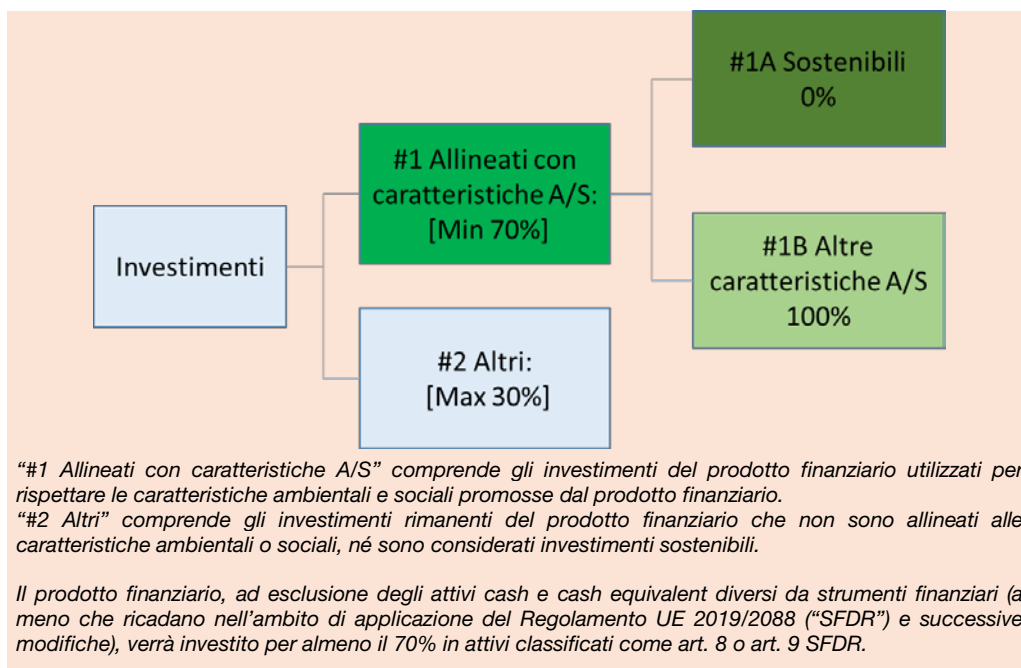 #1A Sostenibili
0%
#1 Allineati con
caratteristiche A/S:
[Min 70%]
Investimenti
#1B Altre
caratteristiche A/S
100%
#2 Altri:
[Max 30%]
“#1 Allineati con caratteristiche A/S” comprende gli investimenti del prodotto finanziario utilizzati per
rispettare le caratteristiche ambientali e sociali promosse dal prodotto finanziario.
“#2 Altri” comprende gli investimenti rimanenti del prodotto finanziario che non sono allineati alle
caratteristiche ambientali o sociali, né sono considerati investimenti sostenibili.
Il prodotto finanziario, ad esclusione degli attivi cash e cash equivalent diversi da strumenti finanziari (a
meno che ricadano nell’ambito di applicazione del Regolamento UE 2019/2088 (“SFDR”) e successive
modifiche), verrà investito per almeno il 70% in attivi classificati come art. 8 o art. 9 SFDR.